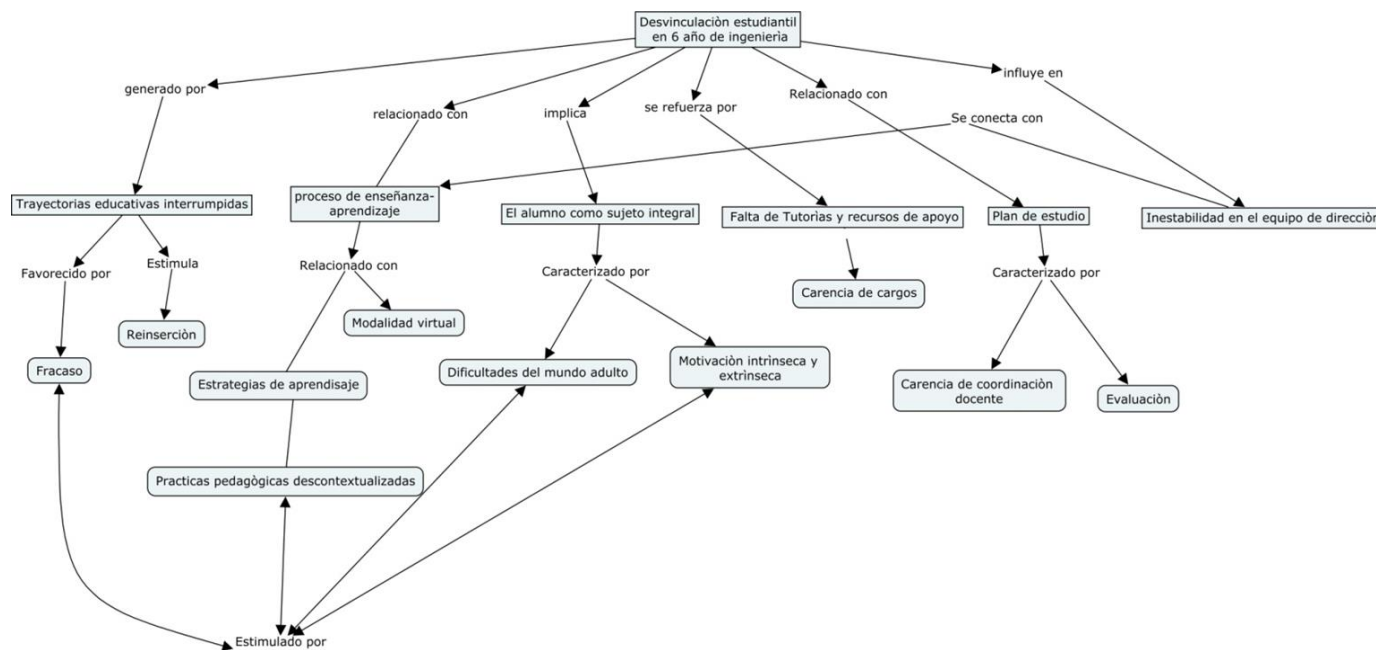 Desvinculaciòn estudiantil
en 6 año de ingenierìa
generado por
relacionado con
implica
se refuerza por
Relacionado con
influye en
Se conecta con
Trayectorias educativas interrumpidas
proceso de enseñanza-
aprendizaje
El alumno como sujeto integral
Falta de Tutorìas y recursos de apoyo
Plan de estudio
Inestabilidad en el equipo de direcciòn
Favorecido por
Estimula
Relacionado con
Caracterizado por
Caracterizado por
Carencia de cargos
Reinserciòn
Modalidad virtual
Fracaso
Estrategias de aprendisaje
Dificultades del mundo adulto
Motivaciòn intrìnseca y
extrìnseca
Carencia de coordinaciòn
docente
Evaluaciòn
Practicas pedagògicas descontextualizadas
Estimulado por